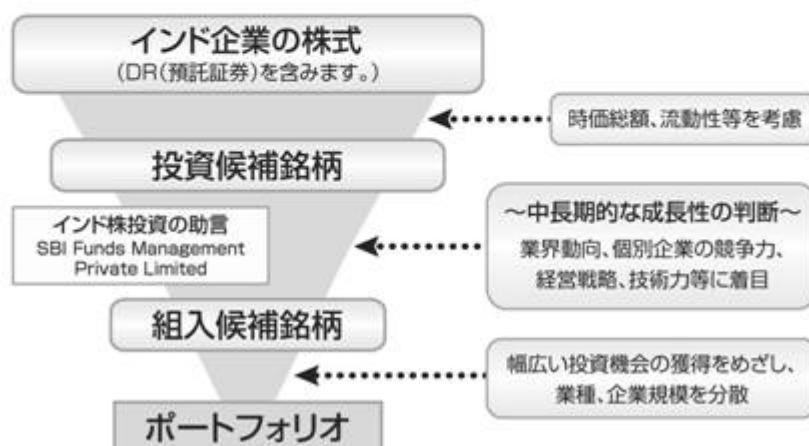 インド企業の株式
(DR(預託証券)を含みます。)
時価総額、流動性等を考慮
投資候補銘柄
インド株投資の助言
SBI Funds Management
Private Limited
～中長期的な成長性の判断～
業界動向、個別企業の競争力、
経営戦略、技術力等に着目
組入候補銘柄
幅広い投資機会の獲得をめざし、
業種、企業規模を分散
ポートフォリオ